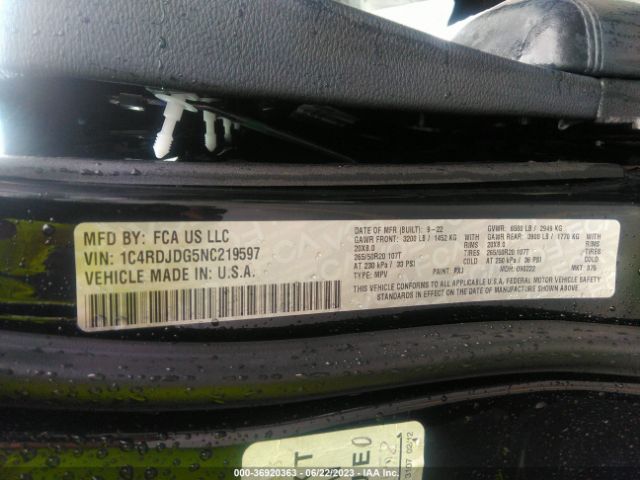 MFD BY: FCA US LLC
VIN: 1C4RDJDG5NC219597
VEHICLE MADE IN: U.S.A.
DATE OF MFR (BUILT): 9-22
GAWR FRONT: 3200 LB / 1452 KG
20X8.0
265/50R20 107T
AT 230 kPa / 33 PSI
TYPE: MPV
PAINT: PXJ
WITH
RIMS
TIRES
COLD
GVWR: 6500 LB / 2949 KG
GAWR REAR: 3900 LB / 1770 KG
20X8.0
265/50R20 107T
AT 250 kPa / 36 PSI
MDH: 090222
WITH
RIMS
TIRES
COLD
THIS VEHICLE CONFORMS TO ALL APPLICABLE U.S.A. FEDERAL MOTOR VEHICLE SAFETY
STANDARDS IN EFFECT ON THE DATE OF MANUFACTURE SHOWN ABOVE.
© - 36920363 - 06/22/2023 - IAA Inc.